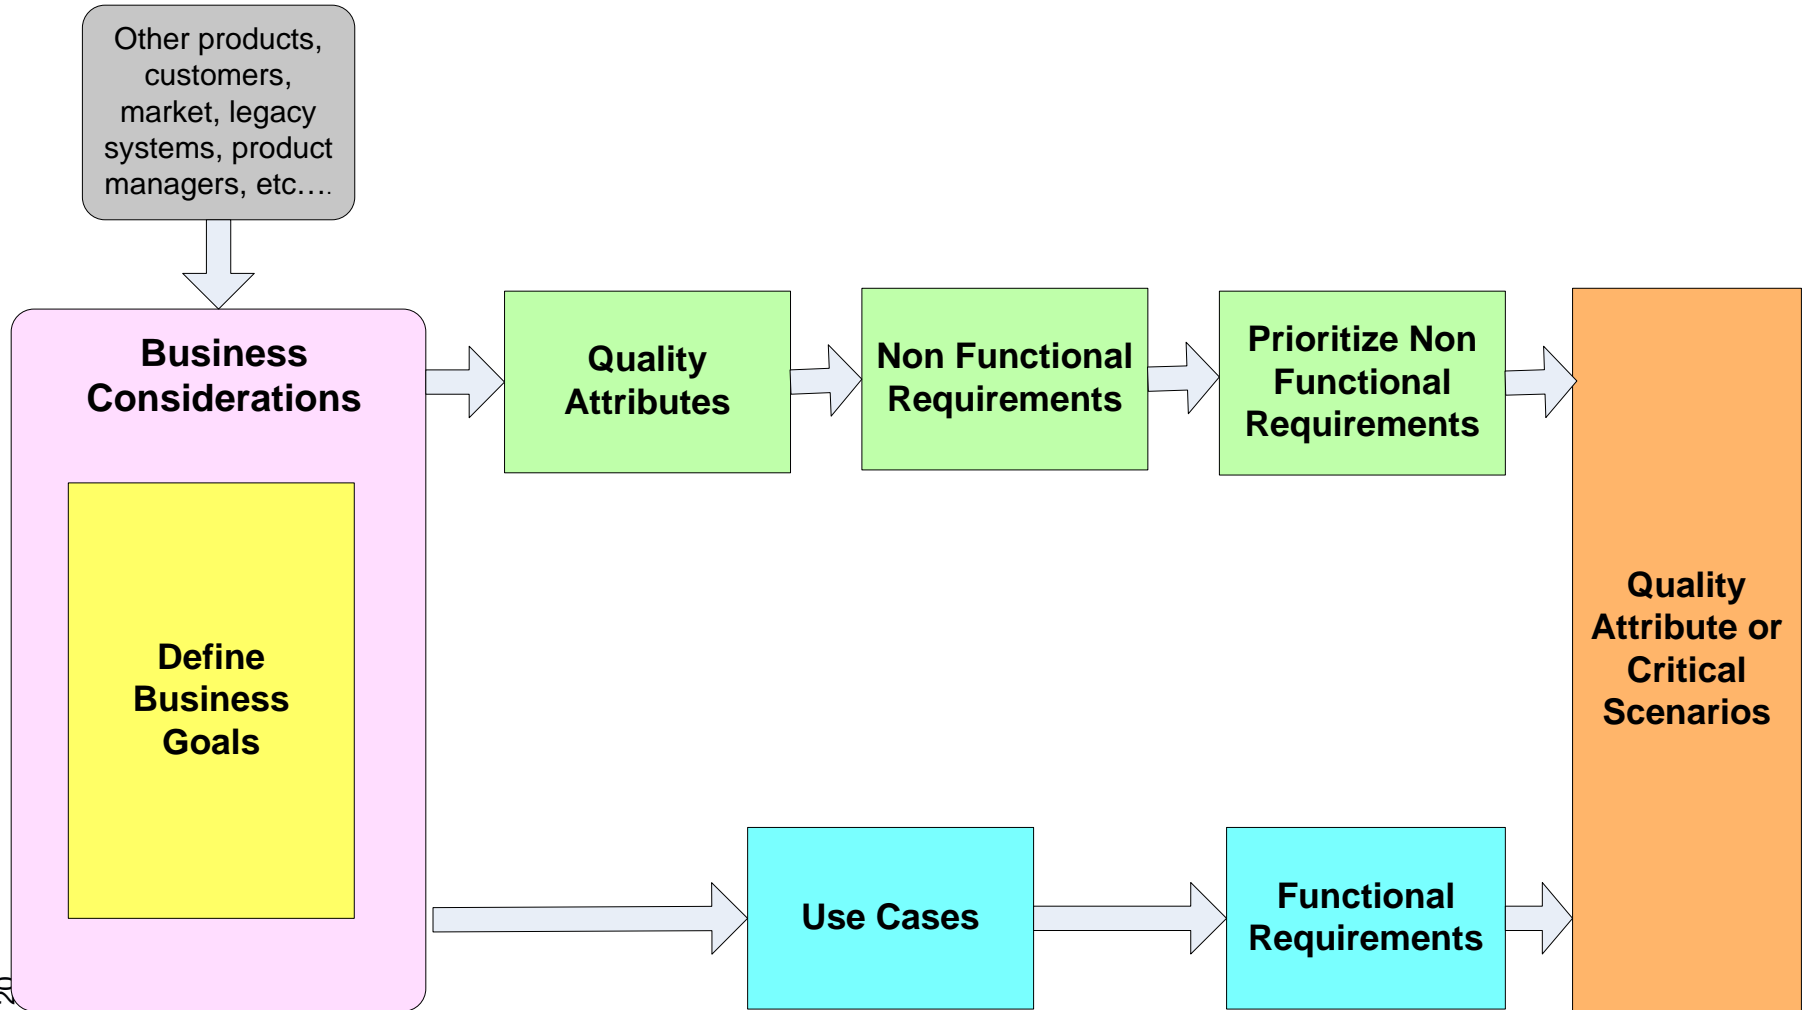 Other products,
customers,
market, legacy
systems, product
managers, etc….
Business
Considerations
Define
Business
Goals
Quality
Attributes
Non Functional
Requirements
Prioritize Non
Functional
Requirements
Use Cases
Functional
Requirements
Quality
Attribute or
Critical
Scenarios